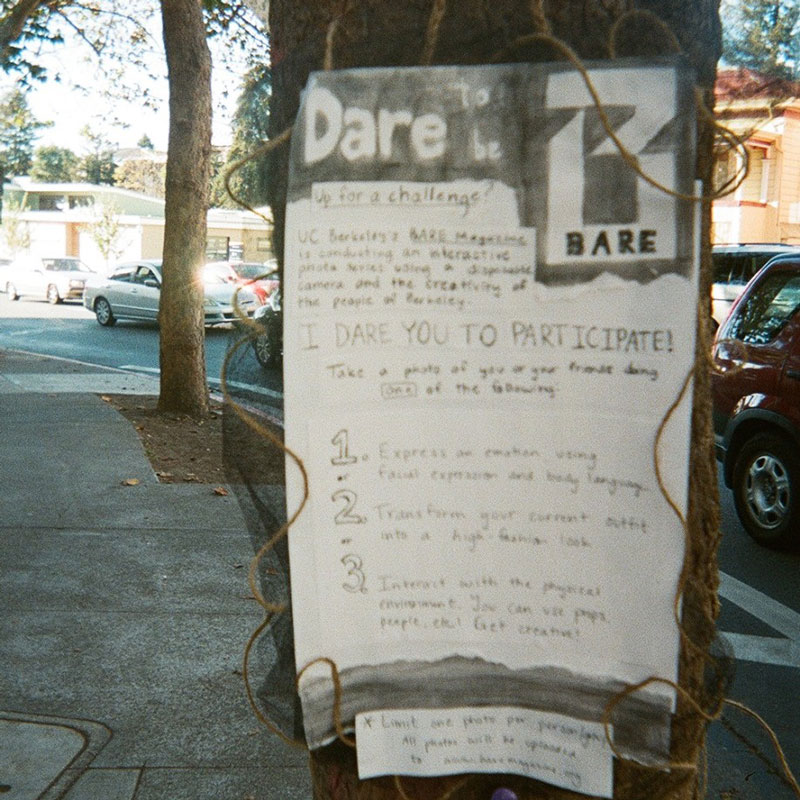 Dare to be
BARE
Up for a challenge?
UC Berkeley's BARE Magazine
is conducting an interactive
photo series using a disposable
camera and the creativity of
the people of Berkeley.
I DARE YOU TO PARTICIPATE!
Take a photo of you or your friends doing
one of the following:
1. Express an emotion using
facial expression and body language.
or
2. Transform your current outfit
into a high-fashion look
or
3. Interact with the physical
environment. You can use props,
people, etc! Get creative!
* Limit one photo per person/
All photos will be uploaded
to www.baremagazine.org